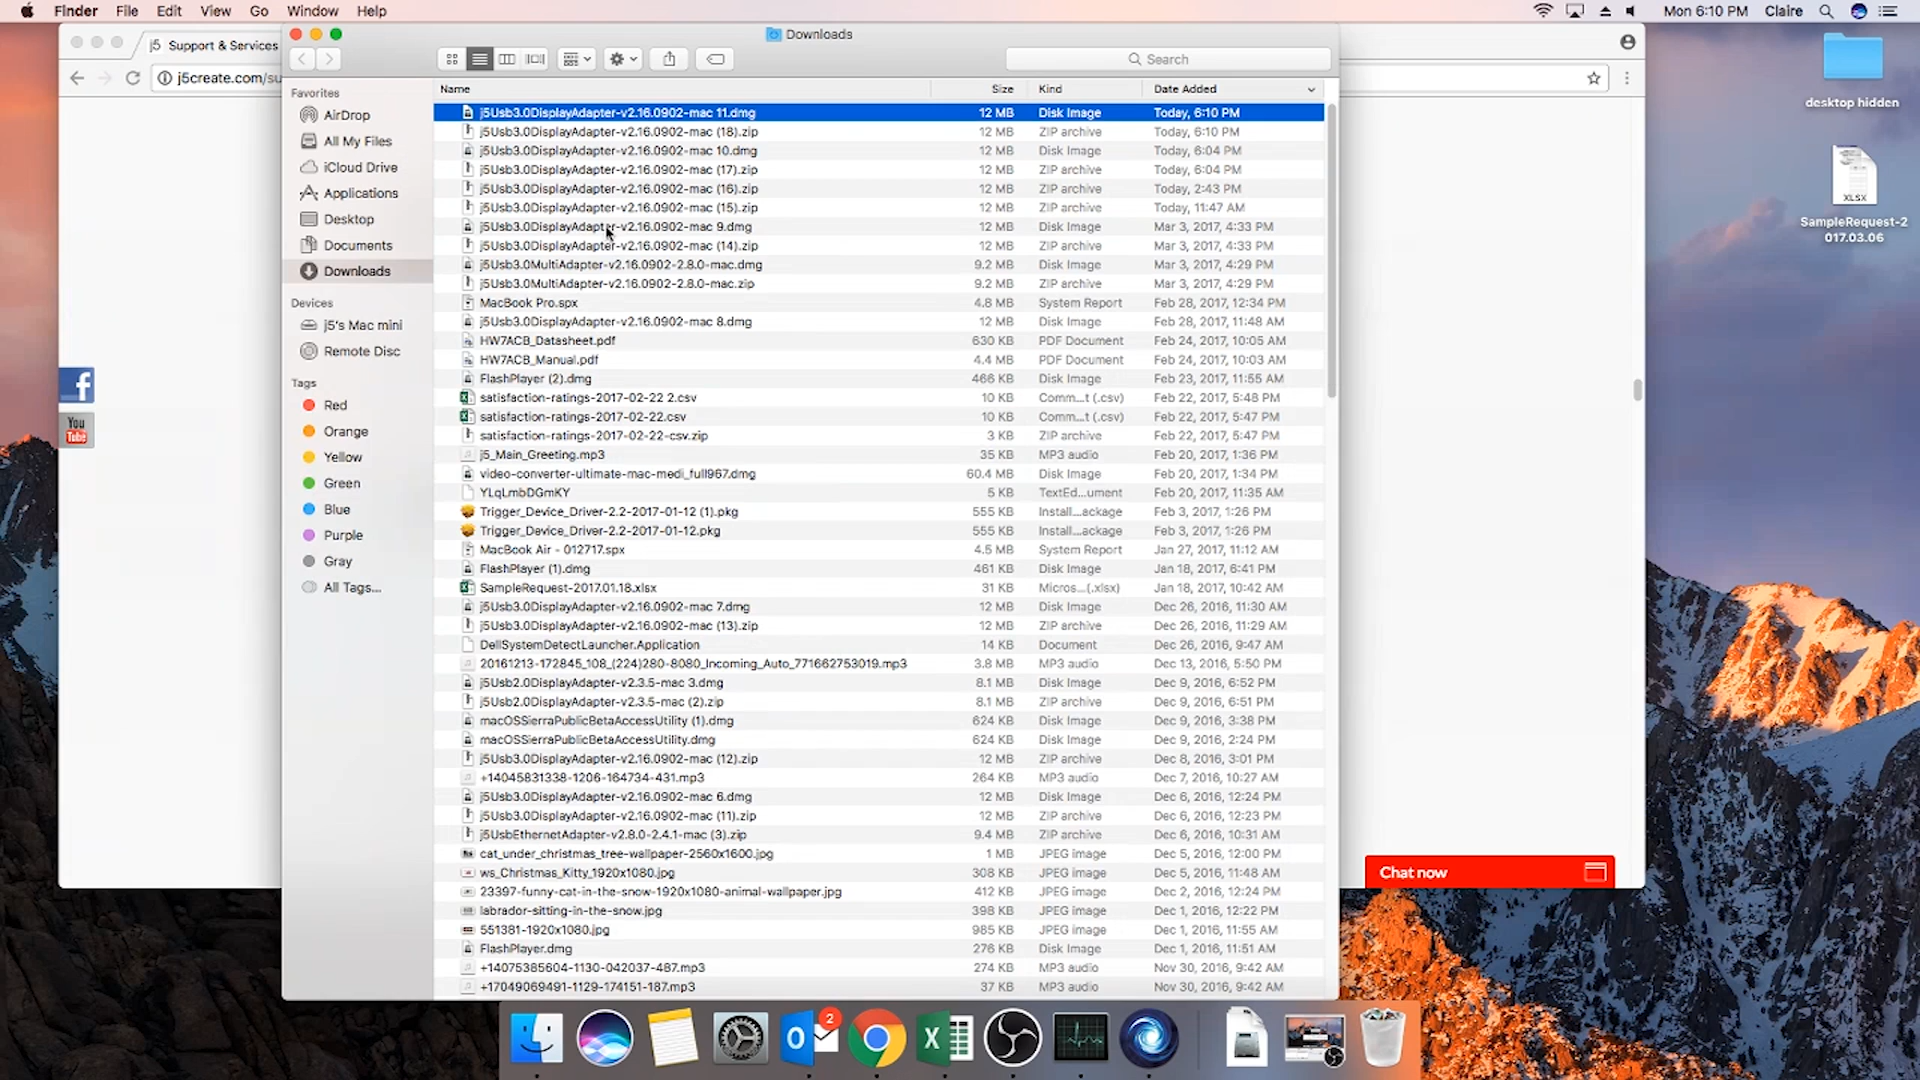 Finder File Edit View Go Window Help Mon 6:10 PM Claire
Downloads
j5 Support & Services
j5create.com/su
Search
Name Size Kind Date Added
Favorites
AirDrop
All My Files
iCloud Drive
Applications
Desktop
Documents
Downloads
Devices
j5's Mac mini
Remote Disc
Tags
Red
Orange
Yellow
Green
Blue
Purple
Gray
All Tags...
j5Usb3.0DisplayAdapter-v2.16.0902-mac 11.dmg 12 MB Disk Image Today, 6:10 PM
j5Usb3.0DisplayAdapter-v2.16.0902-mac (18).zip 12 MB ZIP archive Today, 6:10 PM
j5Usb3.0DisplayAdapter-v2.16.0902-mac 10.dmg 12 MB Disk Image Today, 6:04 PM
j5Usb3.0DisplayAdapter-v2.16.0902-mac (17).zip 12 MB ZIP archive Today, 6:04 PM
j5Usb3.0DisplayAdapter-v2.16.0902-mac (16).zip 12 MB ZIP archive Today, 2:43 PM
j5Usb3.0DisplayAdapter-v2.16.0902-mac (15).zip 12 MB ZIP archive Today, 11:47 AM
j5Usb3.0DisplayAdapter-v2.16.0902-mac 9.dmg 12 MB Disk Image Mar 3, 2017, 4:33 PM
j5Usb3.0DisplayAdapter-v2.16.0902-mac (14).zip 12 MB ZIP archive Mar 3, 2017, 4:33 PM
j5Usb3.0MultiAdapter-v2.16.0902-2.8.0-mac.dmg 9.2 MB Disk Image Mar 3, 2017, 4:29 PM
j5Usb3.0MultiAdapter-v2.16.0902-2.8.0-mac.zip 9.2 MB ZIP archive Mar 3, 2017, 4:29 PM
MacBook Pro.spx 4.8 MB System Report Feb 28, 2017, 12:34 PM
j5Usb3.0DisplayAdapter-v2.16.0902-mac 8.dmg 12 MB Disk Image Feb 28, 2017, 11:48 AM
HW7ACB_Datasheet.pdf 630 KB PDF Document Feb 24, 2017, 10:05 AM
HW7ACB_Manual.pdf 4.4 MB PDF Document Feb 24, 2017, 10:03 AM
FlashPlayer (2).dmg 466 KB Disk Image Feb 23, 2017, 11:55 AM
satisfaction-ratings-2017-02-22 2.csv 10 KB Comm...t (.csv) Feb 22, 2017, 5:48 PM
satisfaction-ratings-2017-02-22.csv 10 KB Comm...t (.csv) Feb 22, 2017, 5:47 PM
satisfaction-ratings-2017-02-22-csv.zip 3 KB ZIP archive Feb 22, 2017, 5:47 PM
j5_Main_Greeting.mp3 35 KB MP3 audio Feb 20, 2017, 1:36 PM
video-converter-ultimate-mac-medi_full967.dmg 60.4 MB Disk Image Feb 20, 2017, 1:34 PM
YLqLmbDGmKY 5 KB TextEd...ument Feb 20, 2017, 11:35 AM
Trigger_Device_Driver-2.2-2017-01-12 (1).pkg 555 KB Install...ackage Feb 3, 2017, 1:26 PM
Trigger_Device_Driver-2.2-2017-01-12.pkg 555 KB Install...ackage Feb 3, 2017, 1:26 PM
MacBook Air - 012717.spx 4.5 MB System Report Jan 27, 2017, 11:12 AM
FlashPlayer (1).dmg 461 KB Disk Image Jan 18, 2017, 6:41 PM
SampleRequest-2017.01.18.xlsx 31 KB Micros...(.xlsx) Jan 18, 2017, 10:42 AM
j5Usb3.0DisplayAdapter-v2.16.0902-mac 7.dmg 12 MB Disk Image Dec 26, 2016, 11:30 AM
j5Usb3.0DisplayAdapter-v2.16.0902-mac (13).zip 12 MB ZIP archive Dec 26, 2016, 11:29 AM
DellSystemDetectLauncher.Application 14 KB Document Dec 26, 2016, 9:47 AM
20161213-172845_108_(224)280-8080_Incoming_Auto_771662753019.mp3 3.8 MB MP3 audio Dec 13, 2016, 5:50 PM
j5Usb2.0DisplayAdapter-v2.3.5-mac 3.dmg 8.1 MB Disk Image Dec 9, 2016, 6:52 PM
j5Usb2.0DisplayAdapter-v2.3.5-mac (2).zip 8.1 MB ZIP archive Dec 9, 2016, 6:51 PM
macOSSierraPublicBetaAccessUtility (1).dmg 624 KB Disk Image Dec 9, 2016, 3:38 PM
macOSSierraPublicBetaAccessUtility.dmg 624 KB Disk Image Dec 9, 2016, 2:24 PM
j5Usb3.0DisplayAdapter-v2.16.0902-mac (12).zip 12 MB ZIP archive Dec 8, 2016, 3:01 PM
+14045831338-1206-164734-431.mp3 264 KB MP3 audio Dec 7, 2016, 10:27 AM
j5Usb3.0DisplayAdapter-v2.16.0902-mac 6.dmg 12 MB Disk Image Dec 6, 2016, 12:24 PM
j5Usb3.0DisplayAdapter-v2.16.0902-mac (11).zip 12 MB ZIP archive Dec 6, 2016, 12:23 PM
j5UsbEthernetAdapter-v2.8.0-2.4.1-mac (3).zip 9.4 MB ZIP archive Dec 6, 2016, 10:31 AM
cat_under_christmas_tree-wallpaper-2560x1600.jpg 1 MB JPEG image Dec 5, 2016, 12:00 PM
ws_Christmas_Kitty_1920x1080.jpg 308 KB JPEG image Dec 5, 2016, 11:48 AM
23397-funny-cat-in-the-snow-1920x1080-animal-wallpaper.jpg 412 KB JPEG image Dec 2, 2016, 12:24 PM
labrador-sitting-in-the-snow.jpg 398 KB JPEG image Dec 1, 2016, 12:22 PM
551381-1920x1080.jpg 985 KB JPEG image Dec 1, 2016, 11:55 AM
FlashPlayer.dmg 276 KB Disk Image Dec 1, 2016, 11:51 AM
+14075385604-1130-042037-487.mp3 274 KB MP3 audio Nov 30, 2016, 9:42 AM
+17049069491-1129-174151-187.mp3 37 KB MP3 audio Nov 30, 2016, 9:42 AM
desktop hidden
XLSX
SampleRequest-2
017.03.06
f
You
Tube
Chat now
2